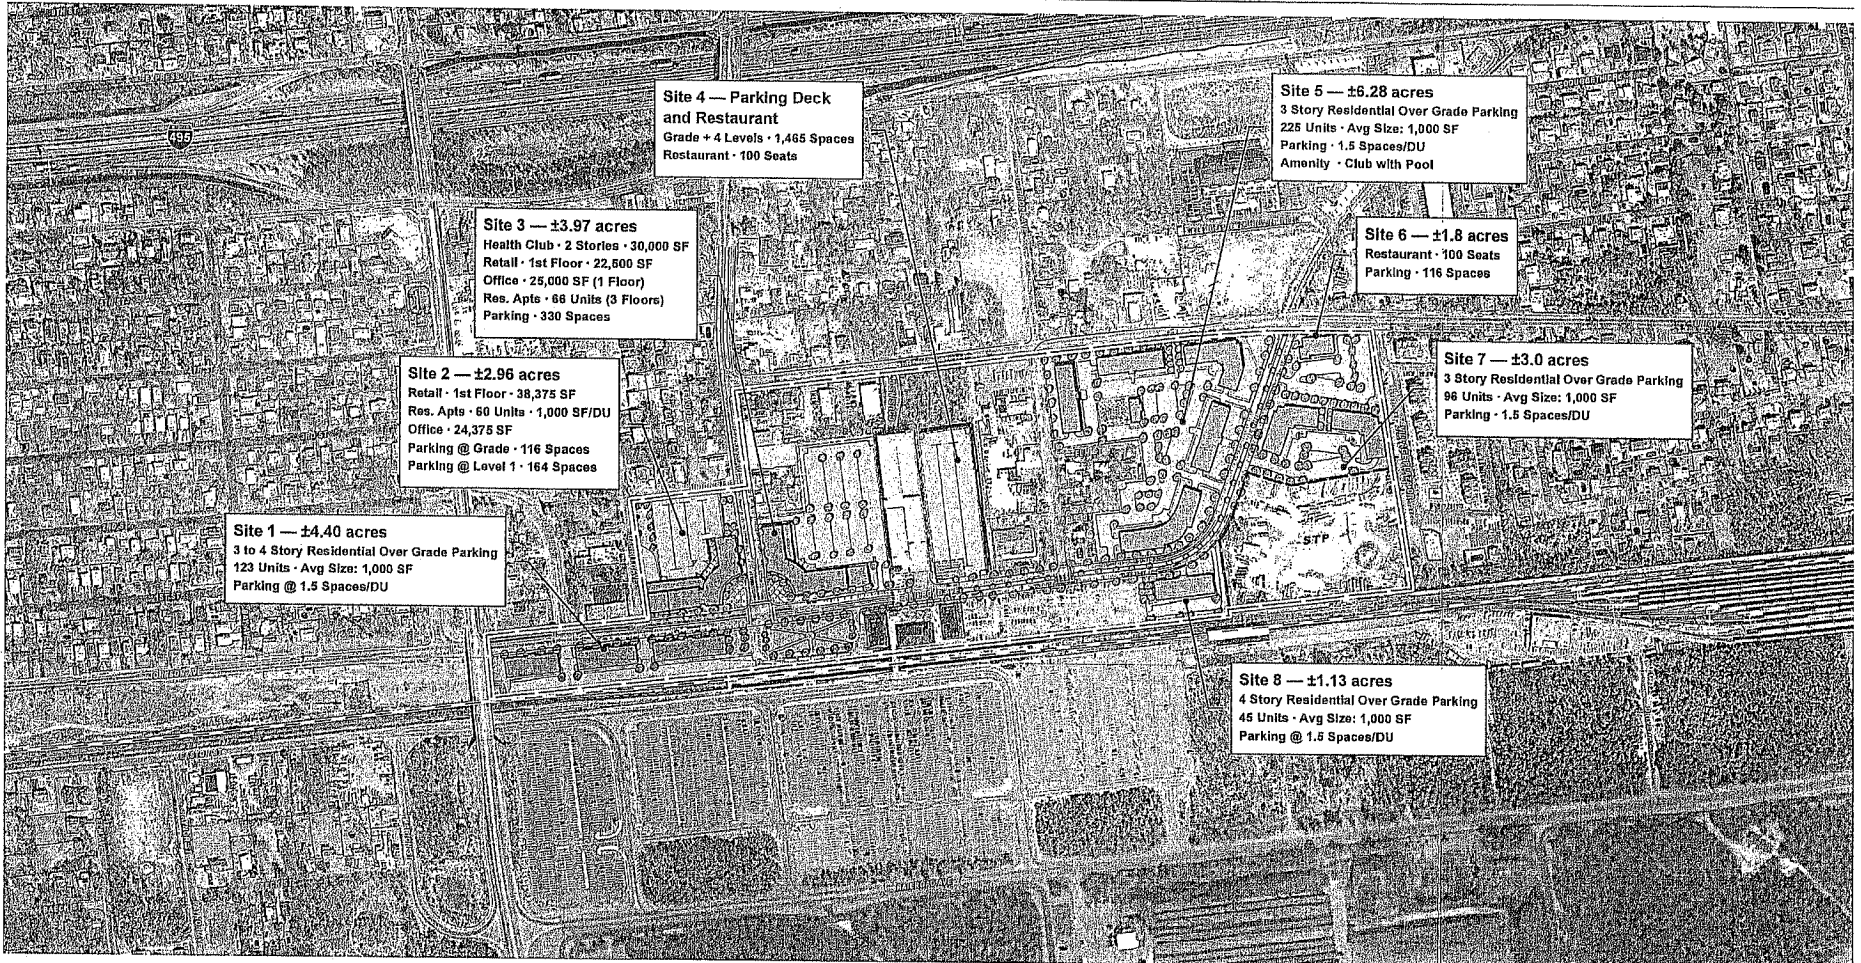 495
Site 4 — Parking Deck
and Restaurant
Grade + 4 Levels · 1,465 Spaces
Restaurant · 100 Seats
Site 5 — ±6.28 acres
3 Story Residential Over Grade Parking
225 Units · Avg Size: 1,000 SF
Parking · 1.5 Spaces/DU
Amenity · Club with Pool
Site 3 — ±3.97 acres
Health Club · 2 Stories · 30,000 SF
Retail · 1st Floor · 22,500 SF
Office · 25,000 SF (1 Floor)
Res. Apts · 66 Units (3 Floors)
Parking · 330 Spaces
Site 6 — ±1.8 acres
Restaurant · 100 Seats
Parking · 116 Spaces
Site 2 — ±2.96 acres
Retail · 1st Floor · 38,375 SF
Res. Apts · 60 Units · 1,000 SF/DU
Office · 24,375 SF
Parking @ Grade · 116 Spaces
Parking @ Level 1 · 164 Spaces
Site 7 — ±3.0 acres
3 Story Residential Over Grade Parking
96 Units · Avg Size: 1,000 SF
Parking · 1.5 Spaces/DU
Site 1 — ±4.40 acres
3 to 4 Story Residential Over Grade Parking
123 Units · Avg Size: 1,000 SF
Parking @ 1.5 Spaces/DU
STP
Site 8 — ±1.13 acres
4 Story Residential Over Grade Parking
45 Units · Avg Size: 1,000 SF
Parking @ 1.5 Spaces/DU